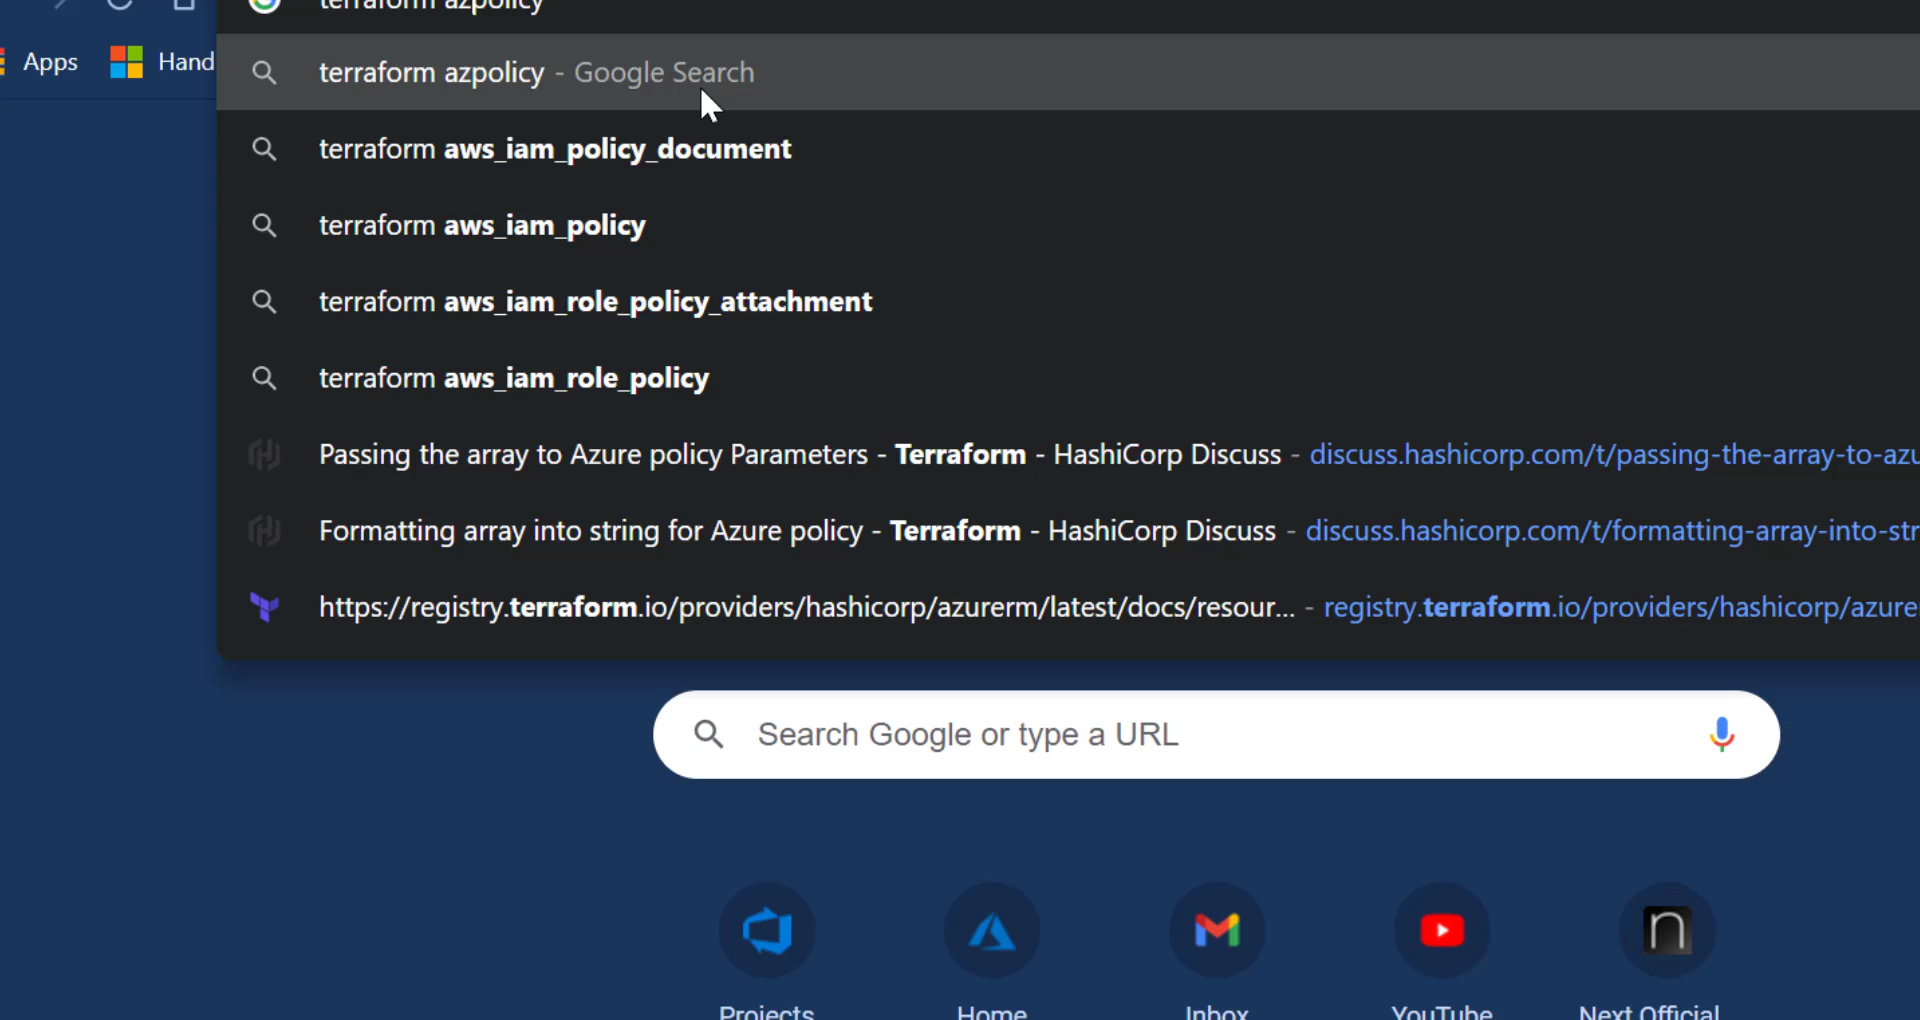 terraform azpolicy
Apps
Hand
terraform azpolicy - Google Search
terraform aws_iam_policy_document
terraform aws_iam_policy
terraform aws_iam_role_policy_attachment
terraform aws_iam_role_policy
Passing the array to Azure policy Parameters - Terraform - HashiCorp Discuss - discuss.hashicorp.com/t/passing-the-array-to-azu
Formatting array into string for Azure policy - Terraform - HashiCorp Discuss - discuss.hashicorp.com/t/formatting-array-into-str
https://registry.terraform.io/providers/hashicorp/azurerm/latest/docs/resour... - registry.terraform.io/providers/hashicorp/azure
Search Google or type a URL
Projects
Home
Inbox
YouTube
Next Official